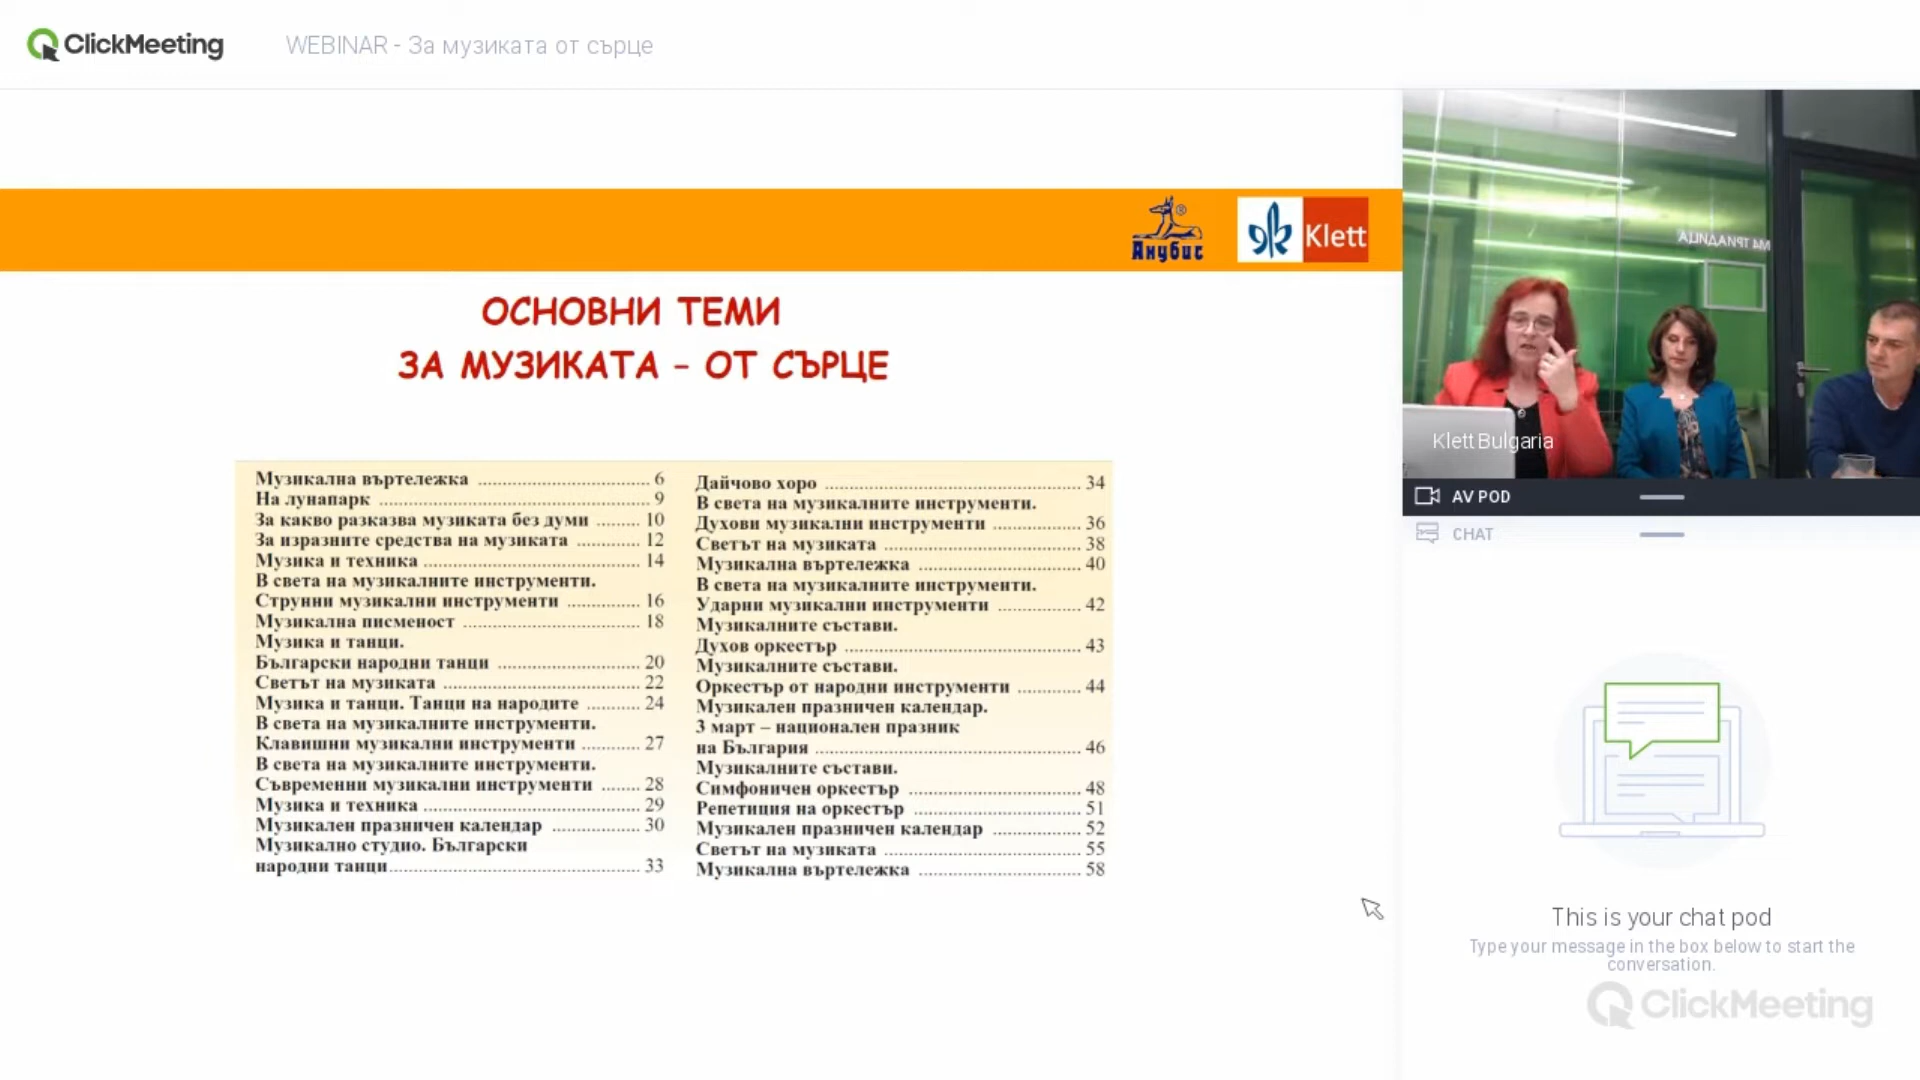 ClickMeeting
WEBINAR - За музиката от сърце
Анубис
Klett
ОСНОВНИ ТЕМИ
ЗА МУЗИКАТА - ОТ СЪРЦЕ
Музикална въртележка ........ 6
На лунапарк ........ 9
За какво разказва музиката без думи ........ 10
За изразните средства на музиката ........ 12
Музика и техника ........ 14
В света на музикалните инструменти.
Струнни музикални инструменти ........ 16
Музикална писменост ........ 18
Музика и танци.
Български народни танци ........ 20
Светът на музиката ........ 22
Музика и танци. Танци на народите ........ 24
В света на музикалните инструменти.
Клавишни музикални инструменти ........ 27
В света на музикалните инструменти.
Съвременни музикални инструменти ........ 28
Музика и техника ........ 29
Музикален празничен календар ........ 30
Музикално студио. Български
народни танци ........ 33
Дайчово хоро ........ 34
В света на музикалните инструменти.
Духови музикални инструменти ........ 36
Светът на музиката ........ 38
Музикална въртележка ........ 40
В света на музикалните инструменти.
Ударни музикални инструменти ........ 42
Музикалните състави.
Духов оркестър ........ 43
Музикалните състави.
Оркестър от народни инструменти ........ 44
Музикален празничен календар.
3 март – национален празник
на България ........ 46
Музикалните състави.
Симфоничен оркестър ........ 48
Репетиция на оркестър ........ 51
Музикален празничен календар ........ 52
Светът на музиката ........ 55
Музикална въртележка ........ 58
М4 ТРИАДИЦА
Klett Bulgaria
AV POD
CHAT
This is your chat pod
Type your message in the box below to start the
conversation.
ClickMeeting